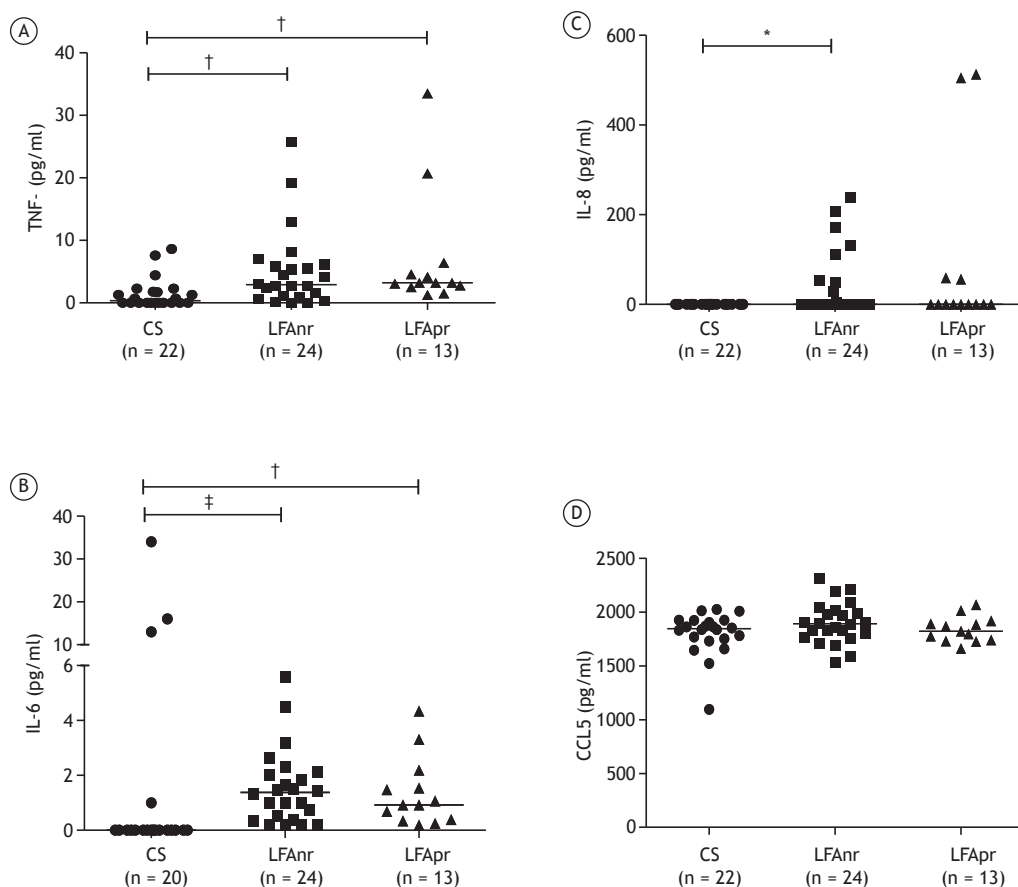 A
†
†
TNF- (pg/ml)
40
30
20
10
0
CS
(n = 22)
LFAnr
(n = 24)
LFApr
(n = 13)
C
*
IL-8 (pg/ml)
600
400
200
0
CS
(n = 22)
LFAnr
(n = 24)
LFApr
(n = 13)
B
†
‡
IL-6 (pg/ml)
40
30
20
10
6
4
2
0
CS
(n = 20)
LFAnr
(n = 24)
LFApr
(n = 13)
D
CCL5 (pg/ml)
2500
2000
1500
1000
500
0
CS
(n = 22)
LFAnr
(n = 24)
LFApr
(n = 13)